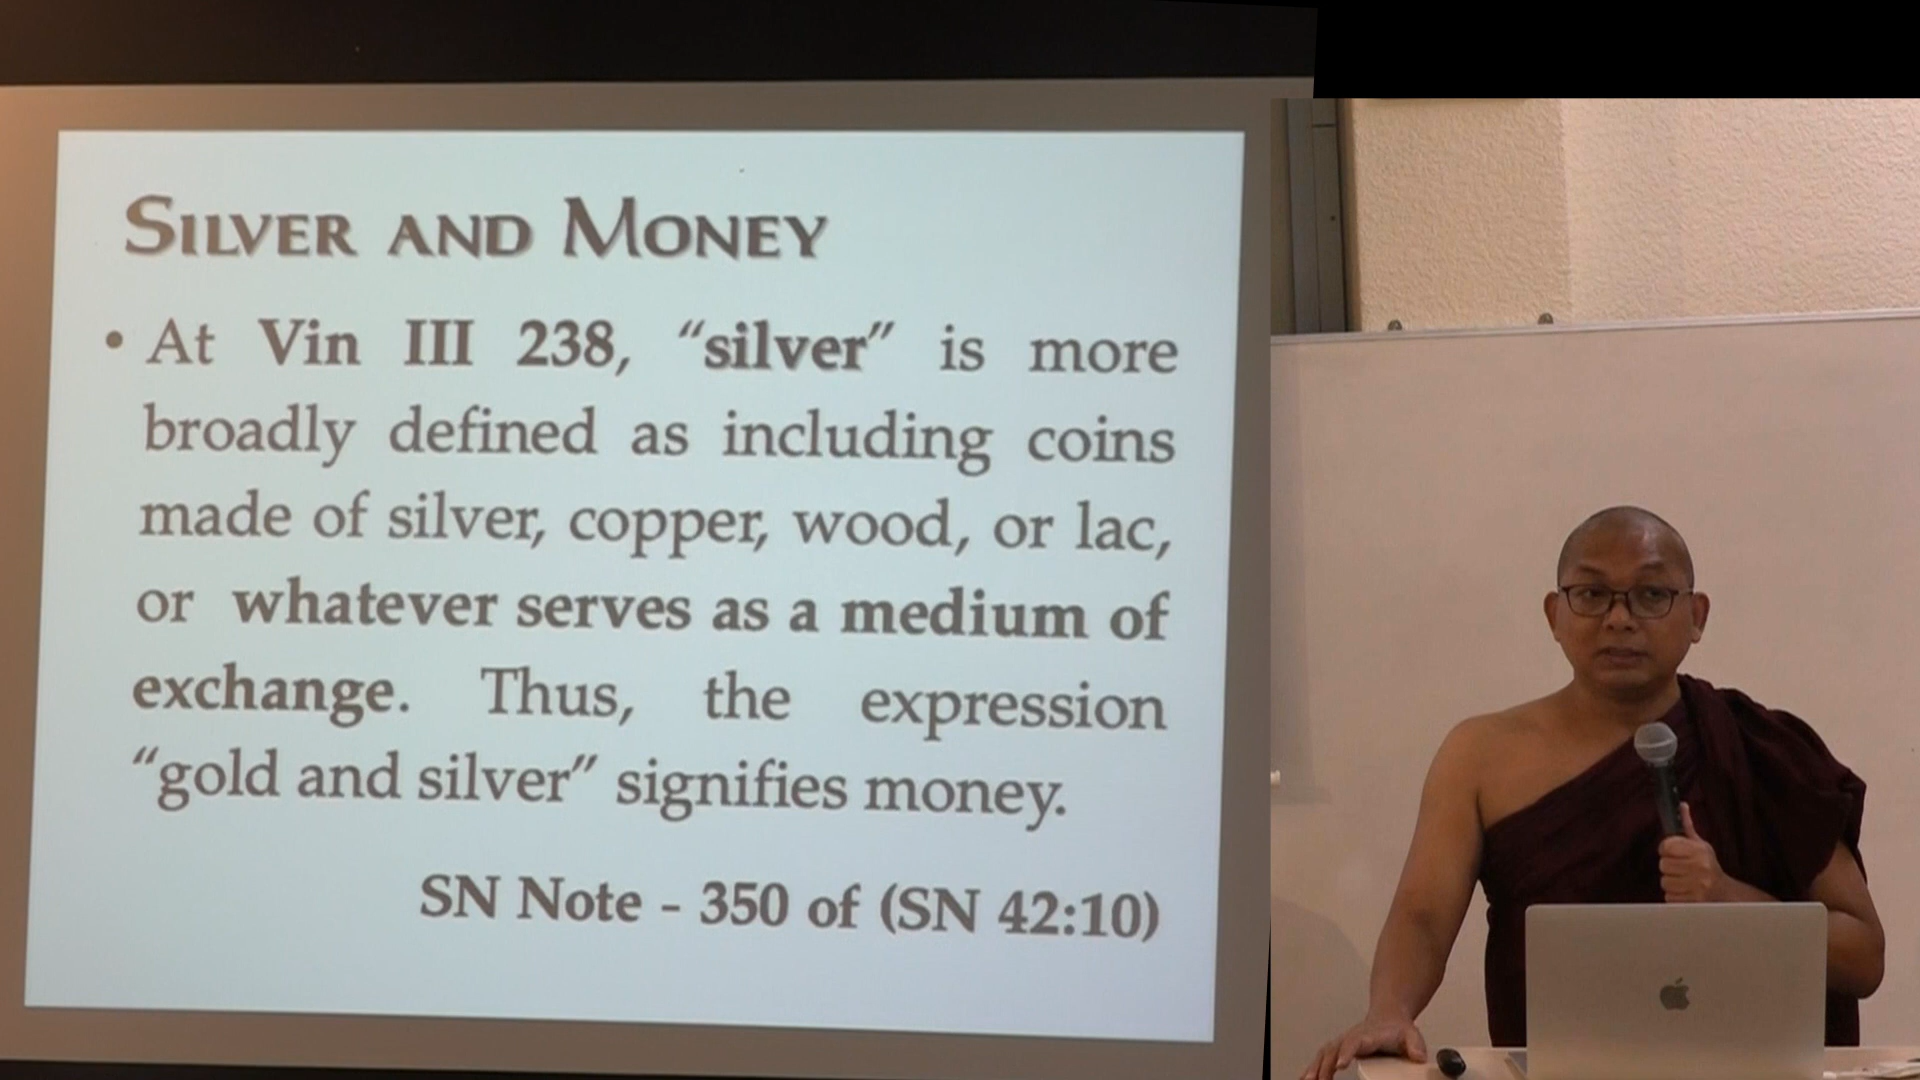 SILVER AND MONEY
• At Vin III 238, “silver” is more
broadly defined as including coins
made of silver, copper, wood, or lac,
or whatever serves as a medium of
exchange. Thus, the expression
“gold and silver” signifies money.
SN Note - 350 of (SN 42:10)